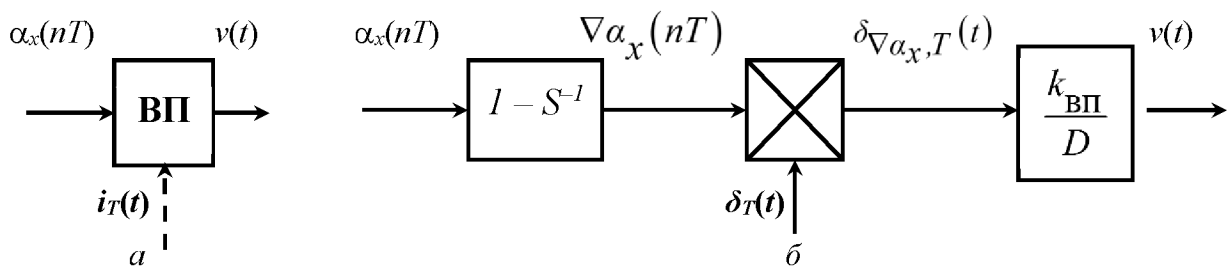 αₓ(nT) v(t) αₓ(nT) ∇αₓ(nT) δ∇αₓ,T(t) v(t)
ВП 1 – S⁻¹ kВП
D
iT(t) δT(t)
а б